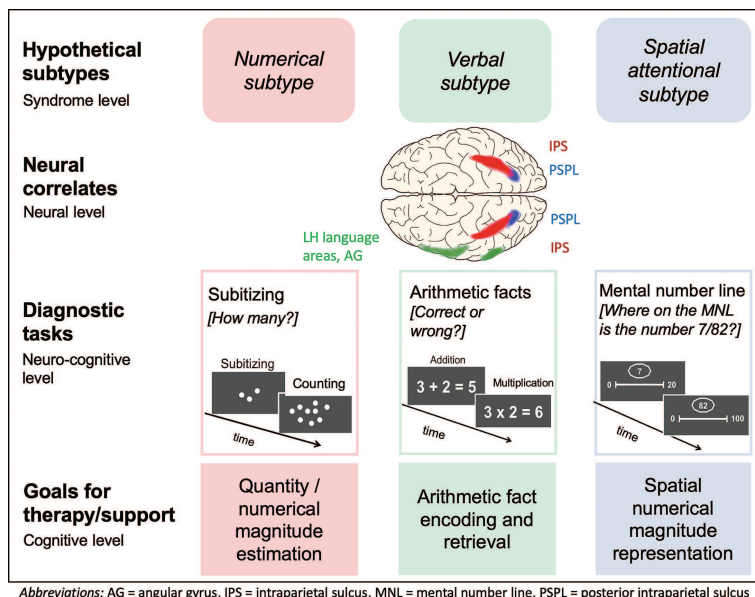 Hypothetical
subtypes
Syndrome level
Numerical
subtype
Verbal
subtype
Spatial
attentional
subtype
Neural
correlates
Neural level
IPS
PSPL
PSPL
IPS
LH language
areas, AG
Diagnostic
tasks
Neuro-cognitive
level
Subitizing
[How many?]
Subitizing
Counting
time
Arithmetic facts
[Correct or
wrong?]
Addition
3 + 2 = 5
Multiplication
3 x 2 = 6
time
Mental number line
[Where on the MNL
is the number 7/82?]
7
0 20
82
0 100
time
Goals for
therapy/support
Cognitive level
Quantity /
numerical
magnitude
estimation
Arithmetic fact
encoding and
retrieval
Spatial
numerical
magnitude
representation
Abbreviations: AG = angular gyrus, IPS = intraparietal sulcus, MNL = mental number line, PSPL = posterior intraparietal sulcus